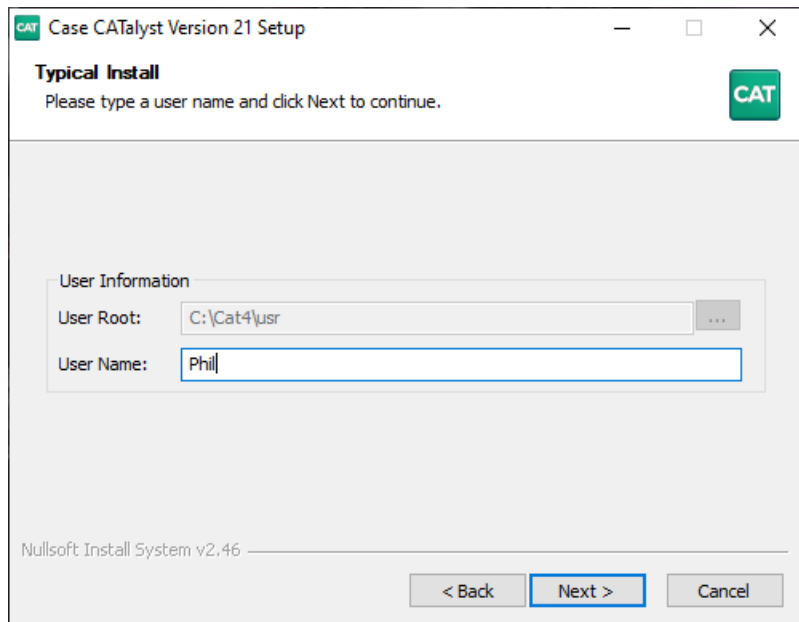 CAT Case CATalyst Version 21 Setup
Typical Install
Please type a user name and click Next to continue.
CAT
User Information
User Root: C:\Cat4\usr ...
User Name: Phil
Nullsoft Install System v2.46
< Back Next > Cancel